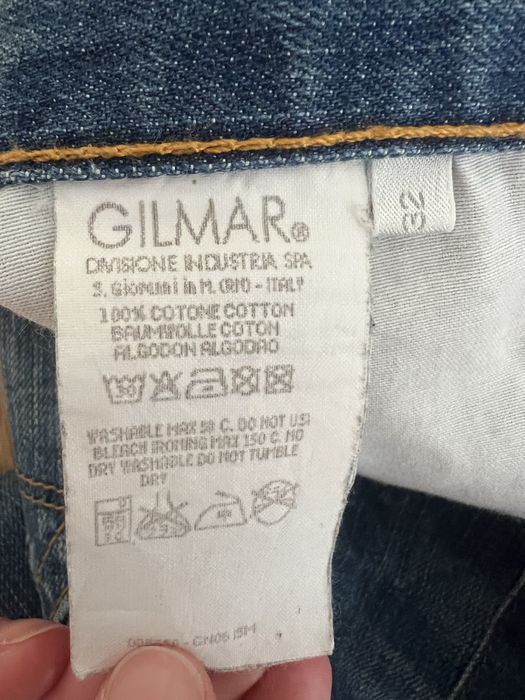 GILMAR®
DIVISIONE INDUSTRIA SPA
S. Giovanni in M. (RN) - ITALY
100% COTONE COTTON
BAUMWOLLE COTON
ALGODON ALGODAO
WASHABLE MAX 30 C. DO NOT USE
BLEACH IRONING MAX 150 C. NO
DRY WASHABLE DO NOT TUMBLE
DRY
32